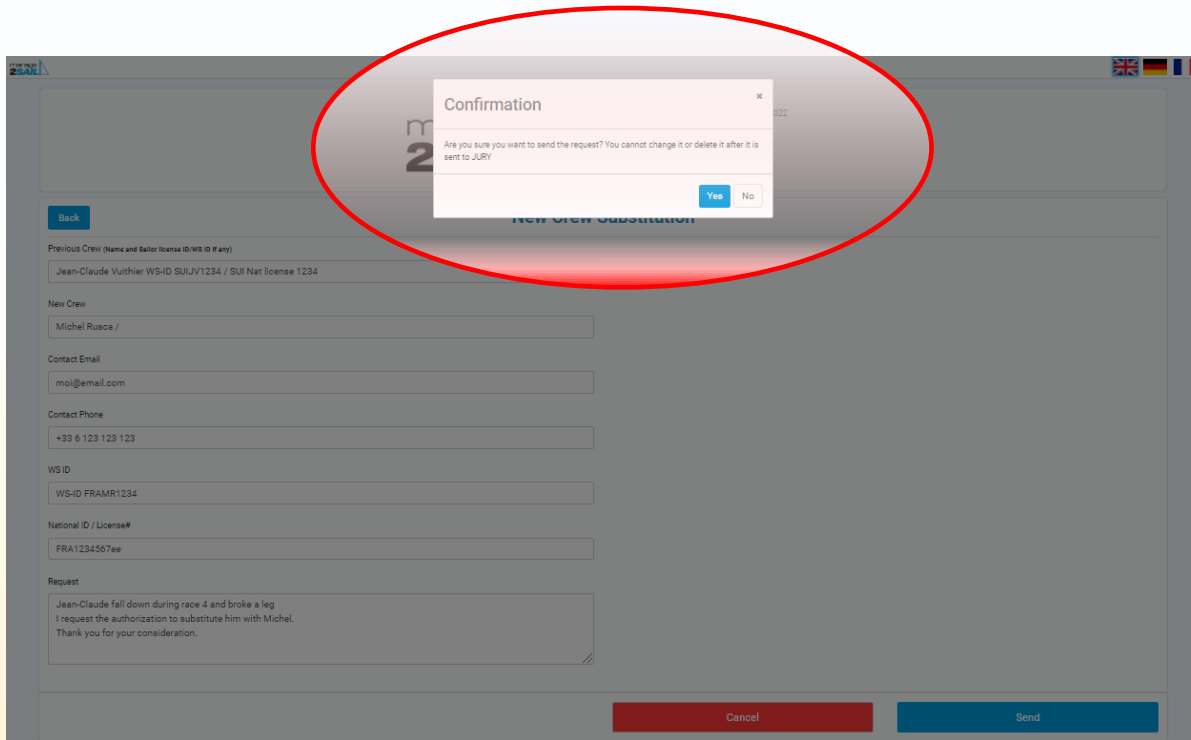 manage
2SAIL
Confirmation
×
022
m
2
Are you sure you want to send the request? You cannot change it or delete it after it is
sent to JURY
Yes No
Back
New Crew Substitution
Previous Crew (Name and Sailor license ID/WS ID if any)
Jean-Claude Vuithier WS-ID SUIJV1234 / SUI Nat license 1234
New Crew
Michel Rusca /
Contact Email
moi@email.com
Contact Phone
+33 6 123 123 123
WS ID
WS-ID FRAMR1234
National ID / License#
FRA1234567ee
Request
Jean-Claude fall down during race 4 and broke a leg
I request the authorization to substitute him with Michel.
Thank you for your consideration.
Cancel Send